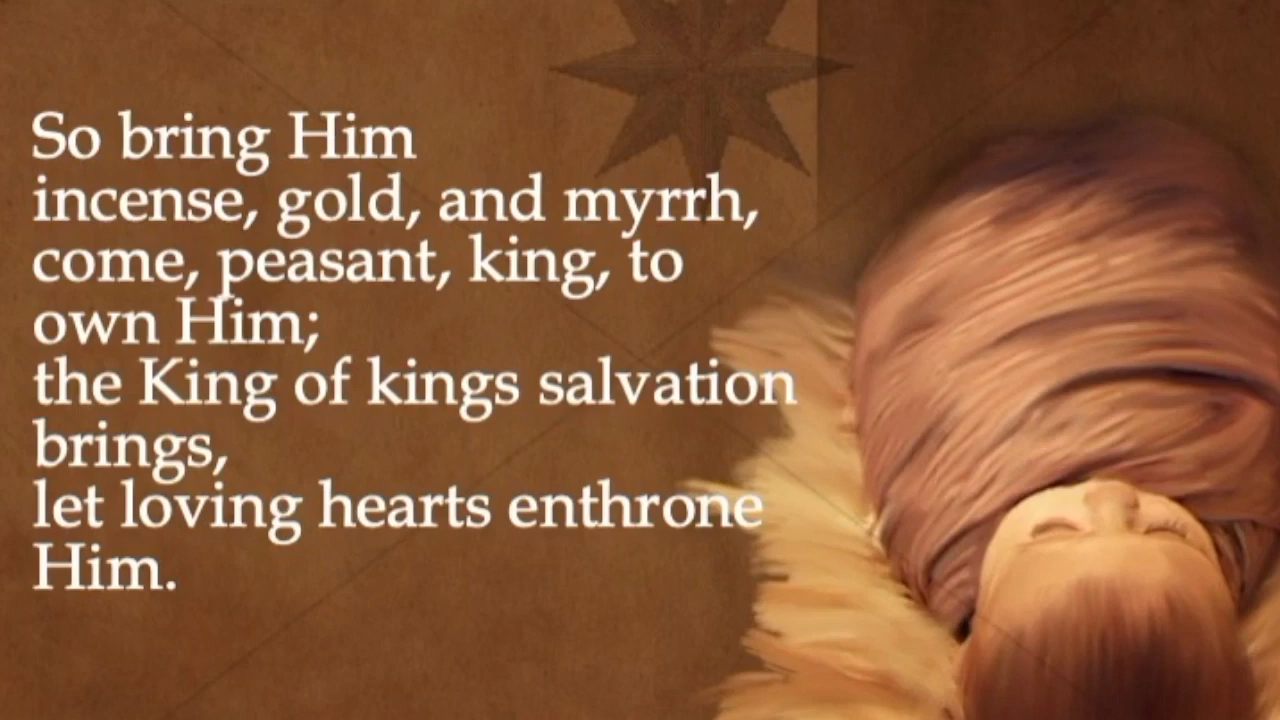 So bring Him
incense, gold, and myrrh,
come, peasant, king, to
own Him;
the King of kings salvation
brings,
let loving hearts enthrone
Him.